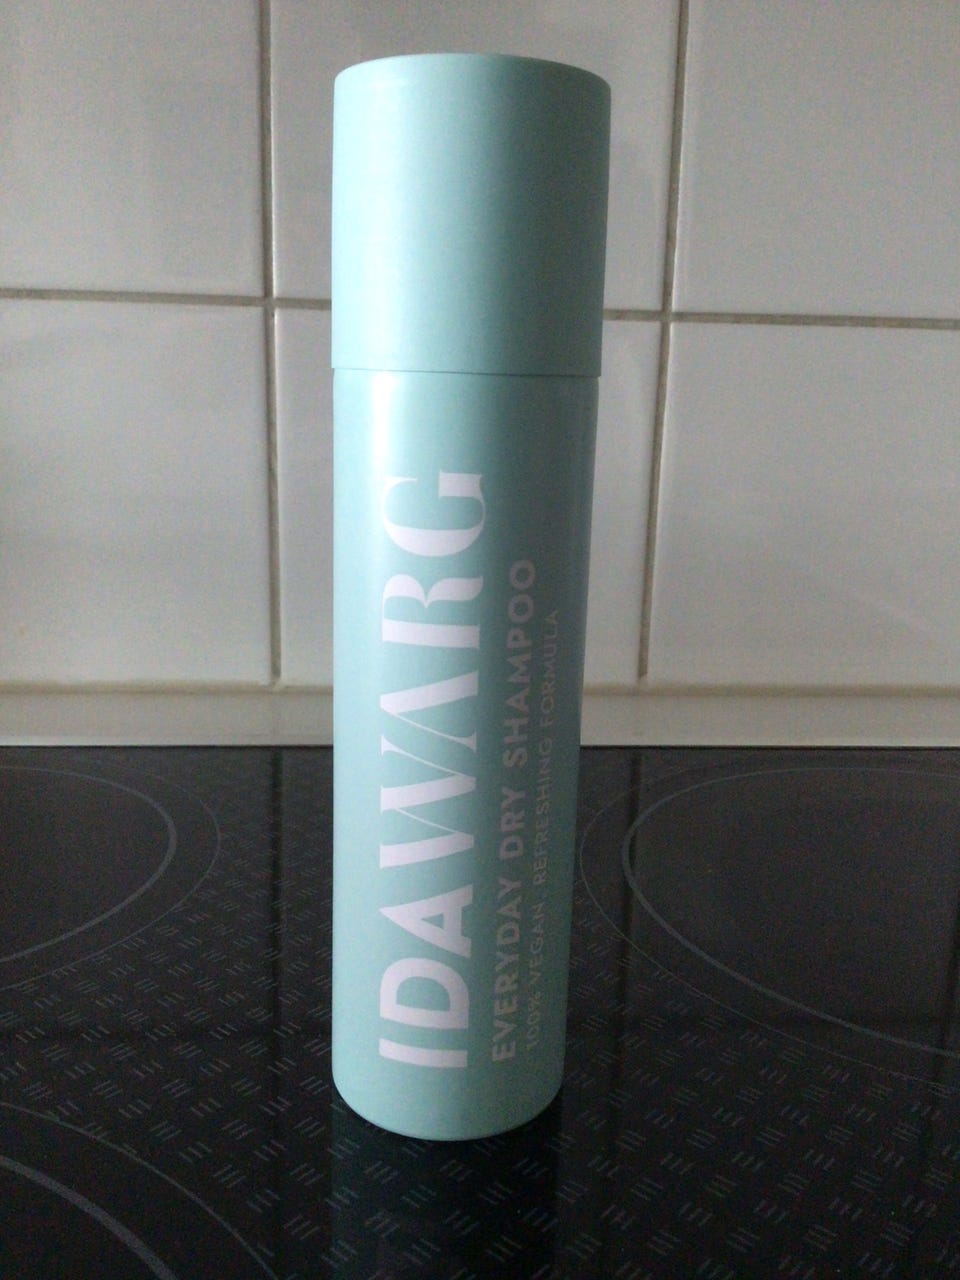 IDAWARG
EVERYDAY DRY SHAMPOO
100% VEGAN . REFRESHING FORMULA